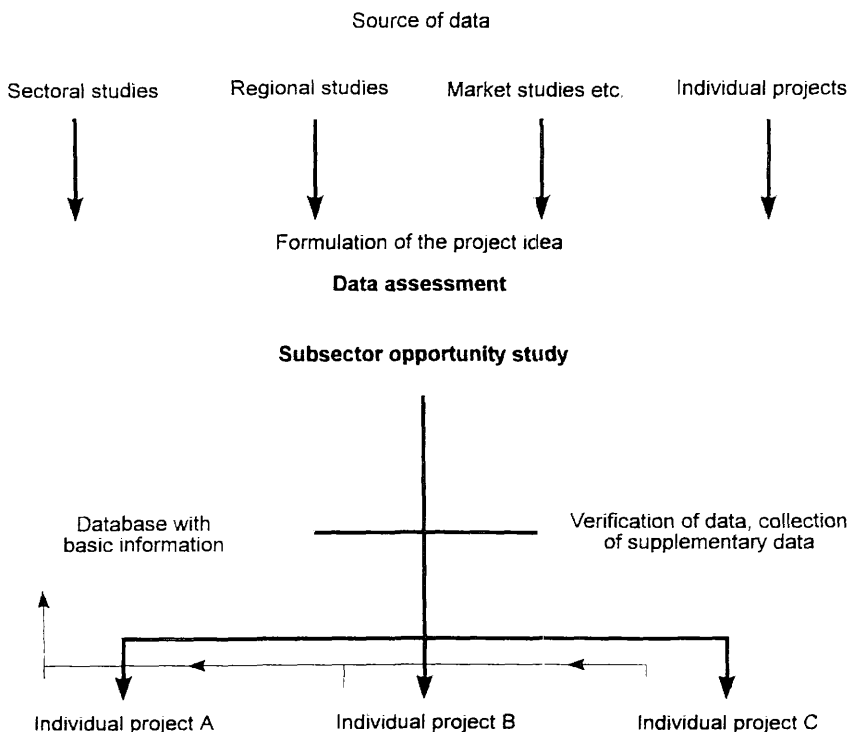 Source of data
Sectoral studies
Regional studies
Market studies etc.
Individual projects
Formulation of the project idea
Data assessment
Subsector opportunity study
Database with
basic information
Verification of data, collection
of supplementary data
Individual project A
Individual project B
Individual project C